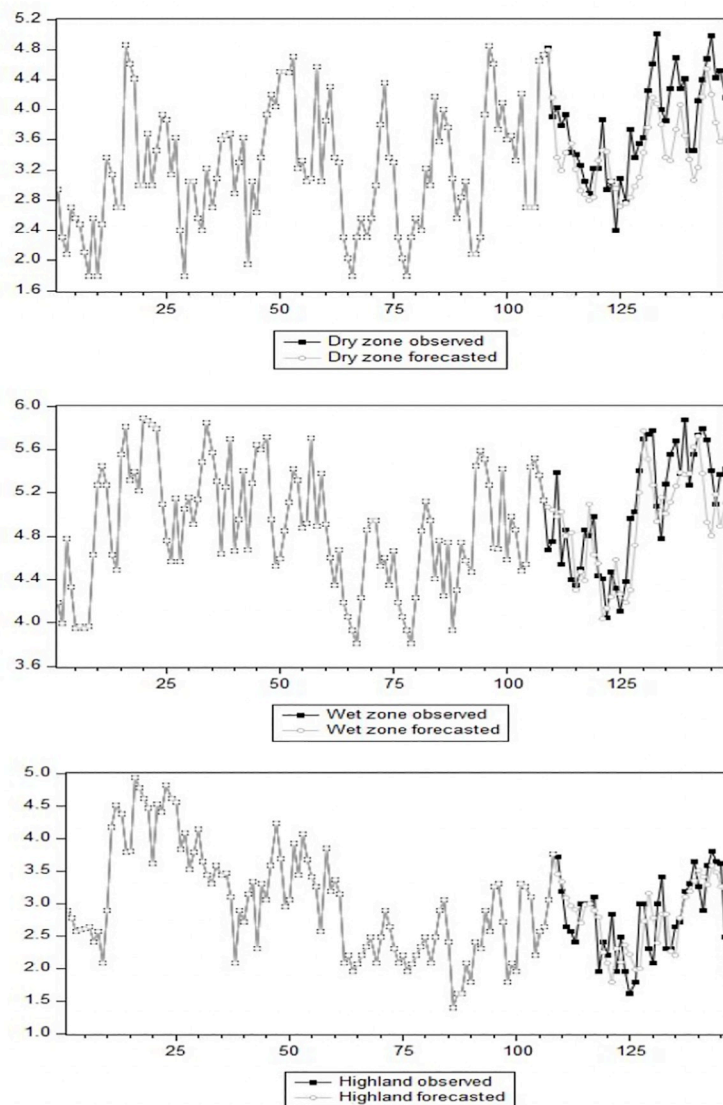 5.2
4.8
4.4
4.0
3.6
3.2
2.8
2.4
2.0
1.6
25 50 75 100 125
Dry zone observed
Dry zone forecasted
6.0
5.6
5.2
4.8
4.4
4.0
3.6
25 50 75 100 125
Wet zone observed
Wet zone forecasted
5.0
4.5
4.0
3.5
3.0
2.5
2.0
1.5
1.0
25 50 75 100 125
Highland observed
Highland forecasted